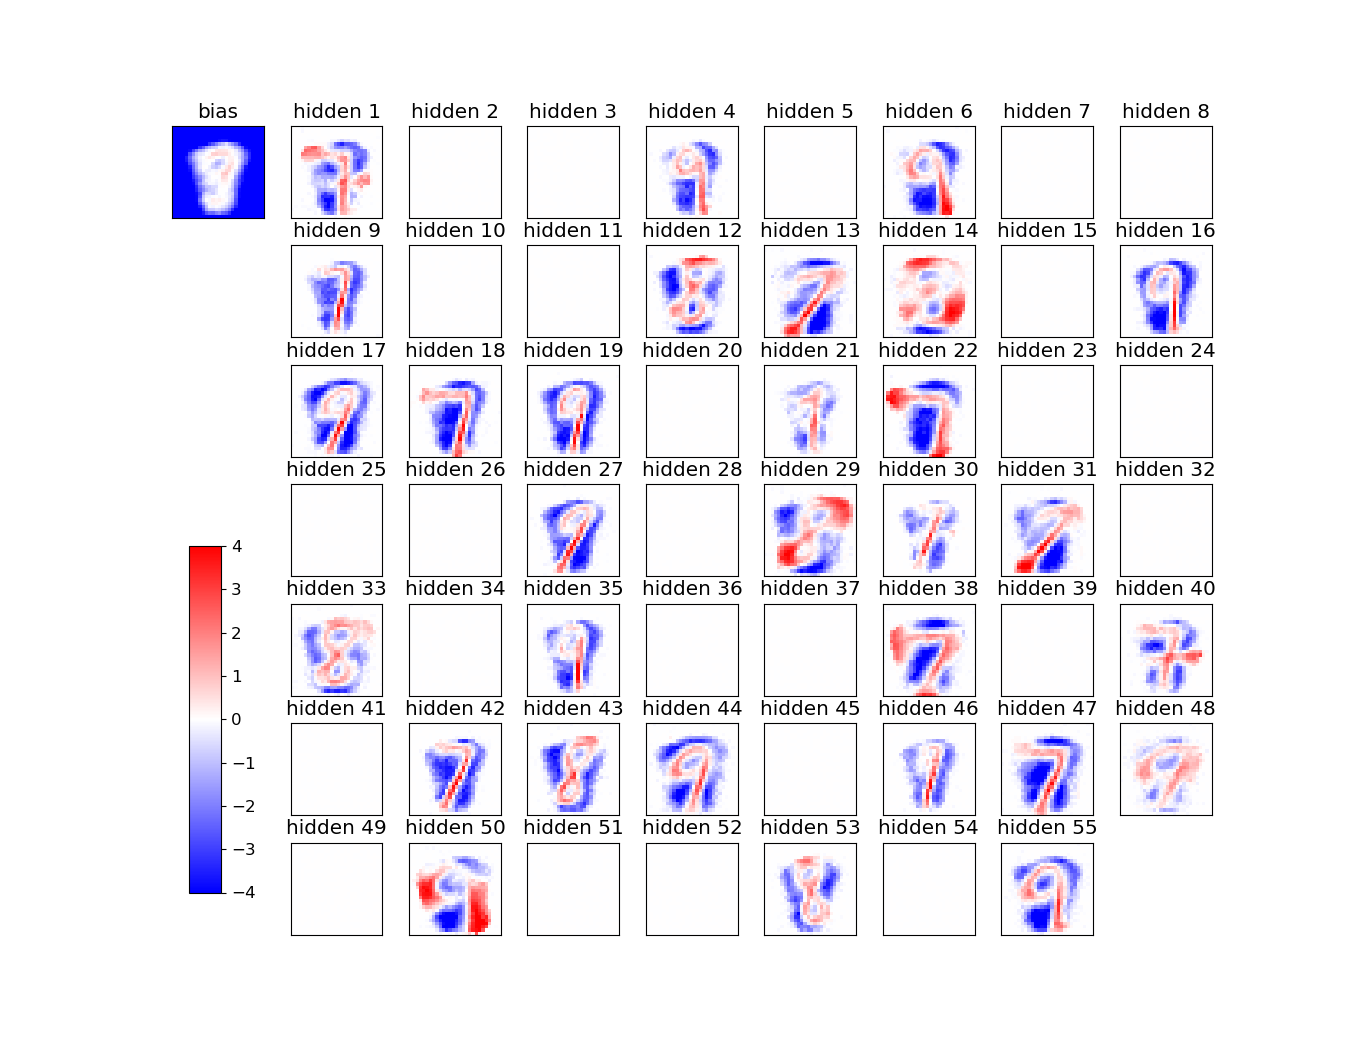 bias hidden 1 hidden 2 hidden 3 hidden 4 hidden 5 hidden 6 hidden 7 hidden 8
hidden 9 hidden 10 hidden 11 hidden 12 hidden 13 hidden 14 hidden 15 hidden 16
hidden 17 hidden 18 hidden 19 hidden 20 hidden 21 hidden 22 hidden 23 hidden 24
hidden 25 hidden 26 hidden 27 hidden 28 hidden 29 hidden 30 hidden 31 hidden 32
hidden 33 hidden 34 hidden 35 hidden 36 hidden 37 hidden 38 hidden 39 hidden 40
hidden 41 hidden 42 hidden 43 hidden 44 hidden 45 hidden 46 hidden 47 hidden 48
hidden 49 hidden 50 hidden 51 hidden 52 hidden 53 hidden 54 hidden 55
4
3
2
1
0
−1
−2
−3
−4